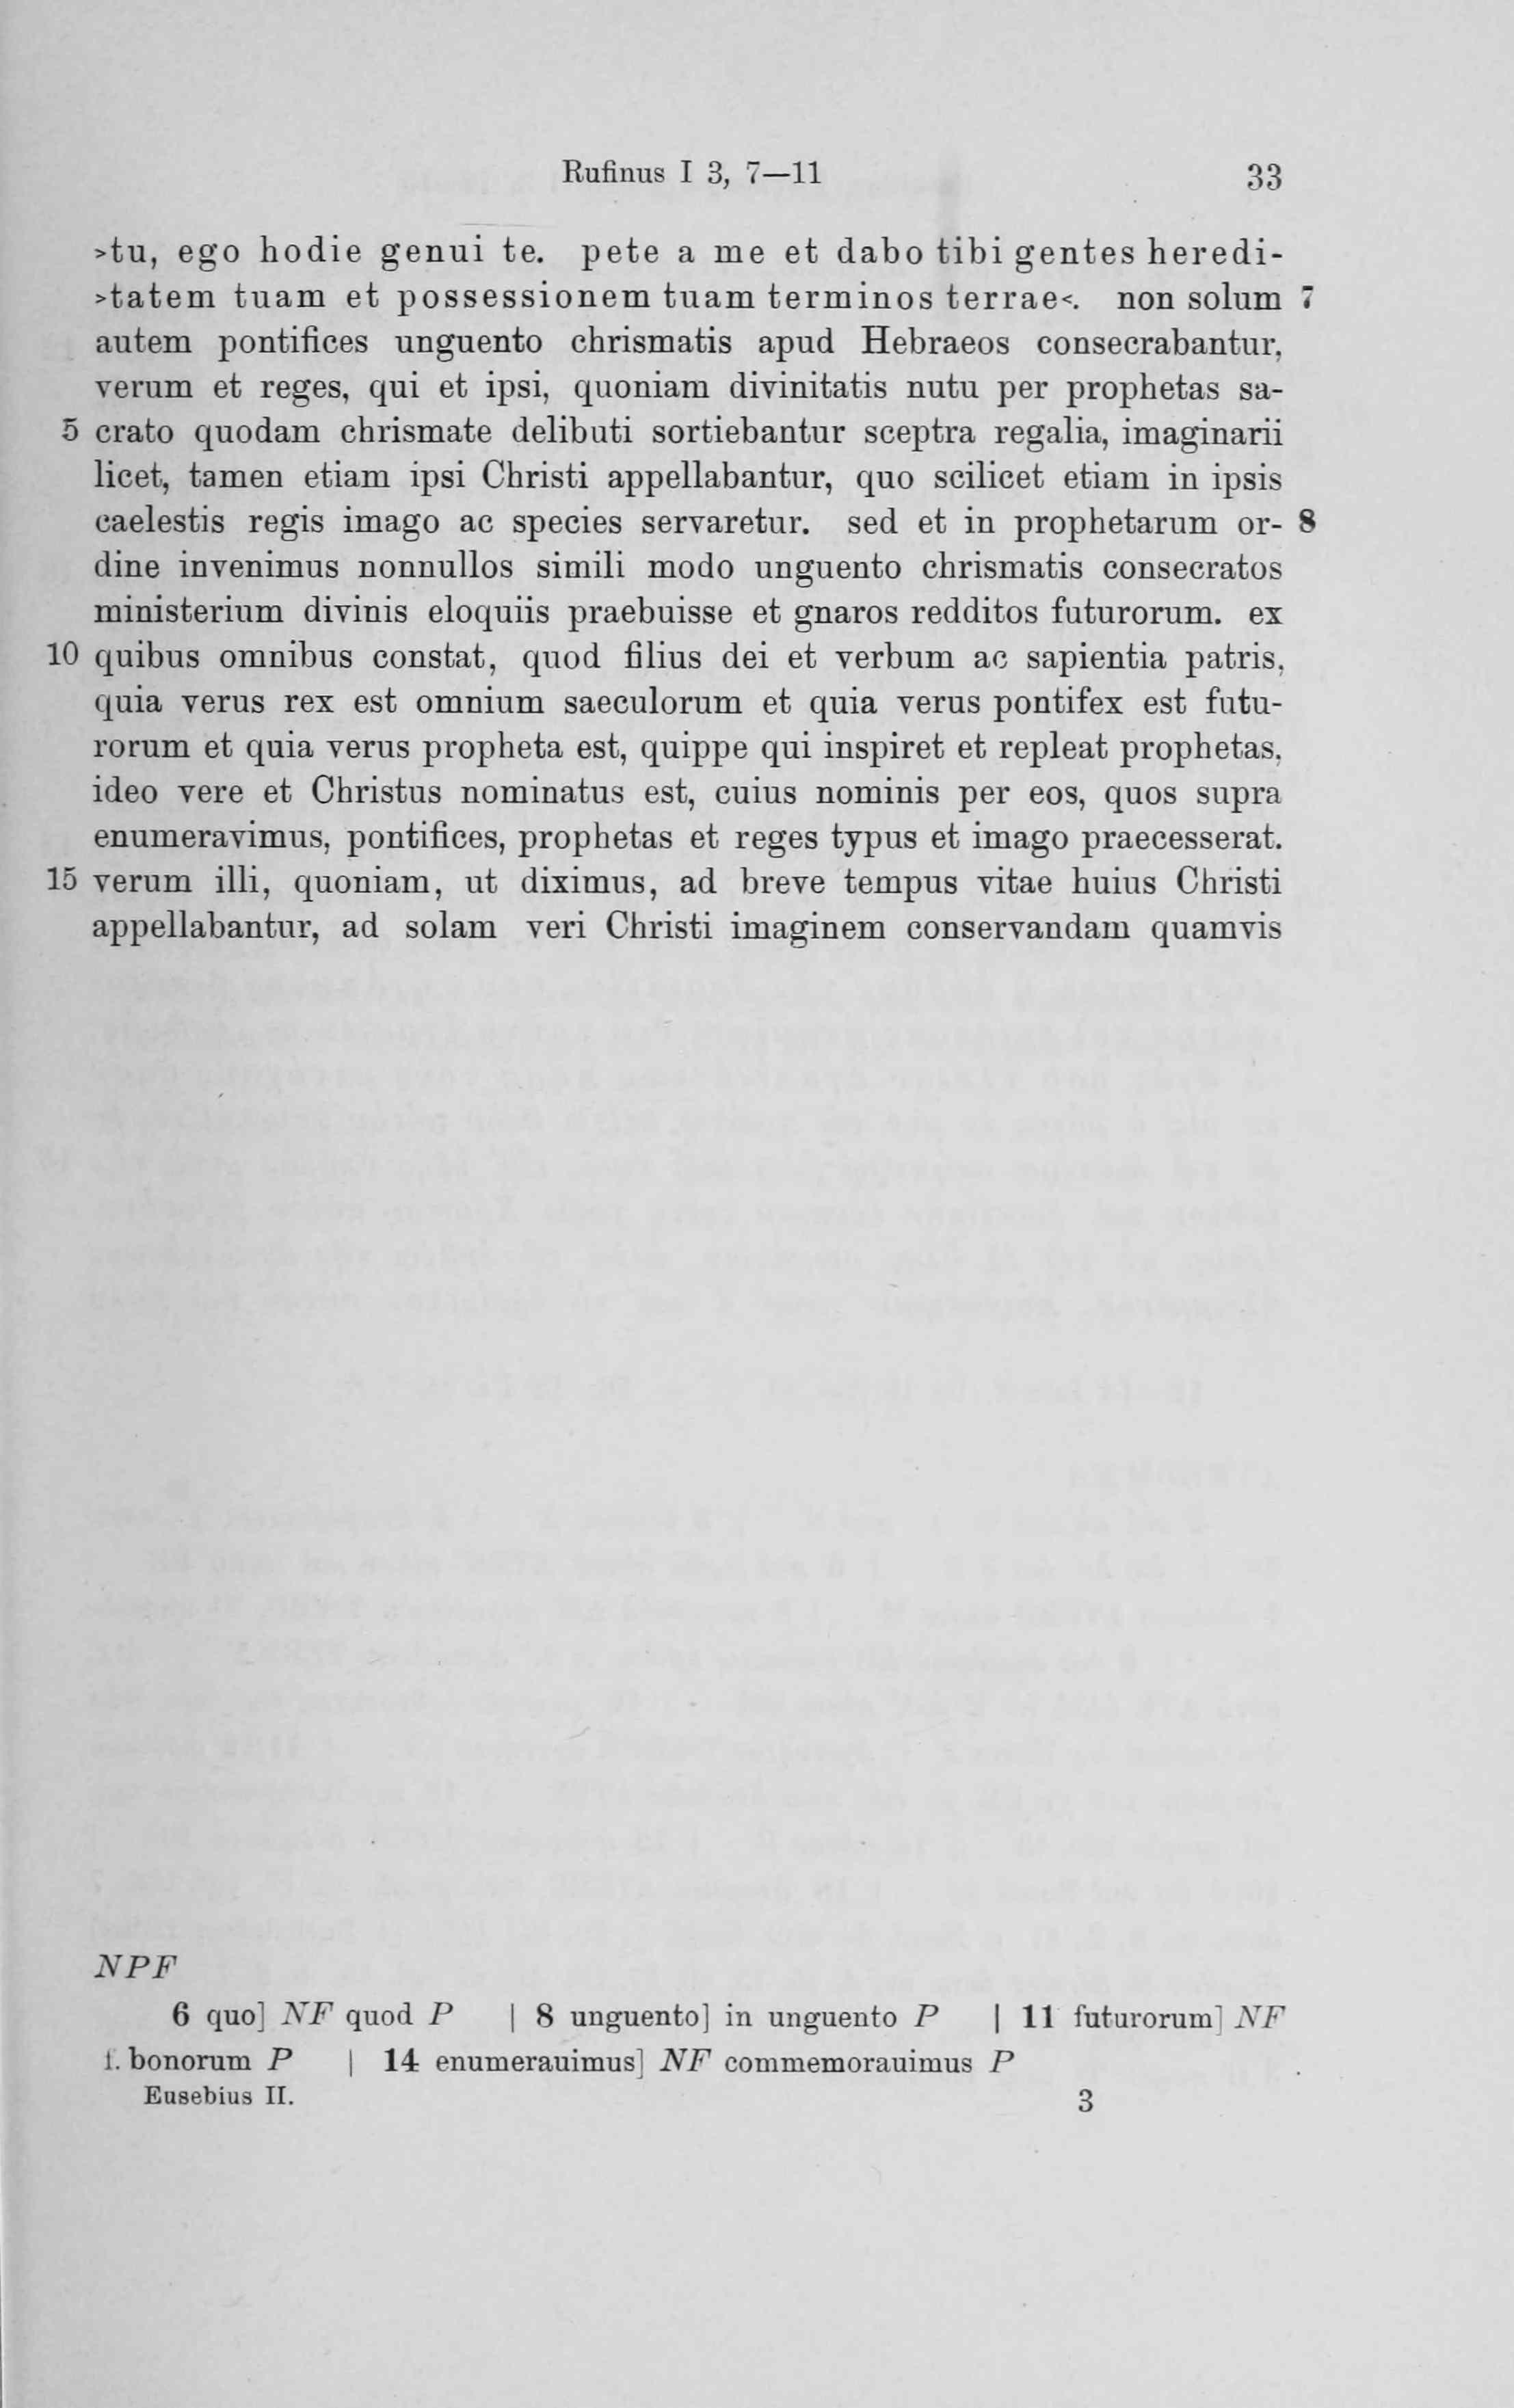 Rufinus I 3, 7—11 33
>tu, ego hodie genui te. pete a me et dabo tibi gentes heredi-
>tatem tuam et possessionem tuam terminos terrae<. non solum 7
autem pontifices unguento chrismatis apud Hebraeos consecrabantur,
verum et reges, qui et ipsi, quoniam divinitatis nutu per prophetas sa-
5 crato quodam chrismate delibuti sortiebantur sceptra regalia, imaginarii
licet, tamen etiam ipsi Christi appellabantur, quo scilicet etiam in ipsis
caelestis regis imago ac species servaretur. sed et in prophetarum or- 8
dine invenimus nonnullos simili modo unguento chrismatis consecratos
ministerium divinis eloquiis praebuisse et gnaros redditos futurorum. ex
10 quibus omnibus constat, quod filius dei et verbum ac sapientia patris,
quia verus rex est omnium saeculorum et quia verus pontifex est futu-
rorum et quia verus propheta est, quippe qui inspiret et repleat prophetas,
ideo vere et Christus nominatus est, cuius nominis per eos, quos supra
enumeravimus, pontifices, prophetas et reges typus et imago praecesserat.
15 verum illi, quoniam, ut diximus, ad breve tempus vitae huius Christi
appellabantur, ad solam veri Christi imaginem conservandam quamvis
NPF
6 quo] NF quod P | 8 unguento] in unguento P | 11 futurorum] NF
f. bonorum P | 14 enumerauimus] NF commemorauimus P
Eusebius II. 3